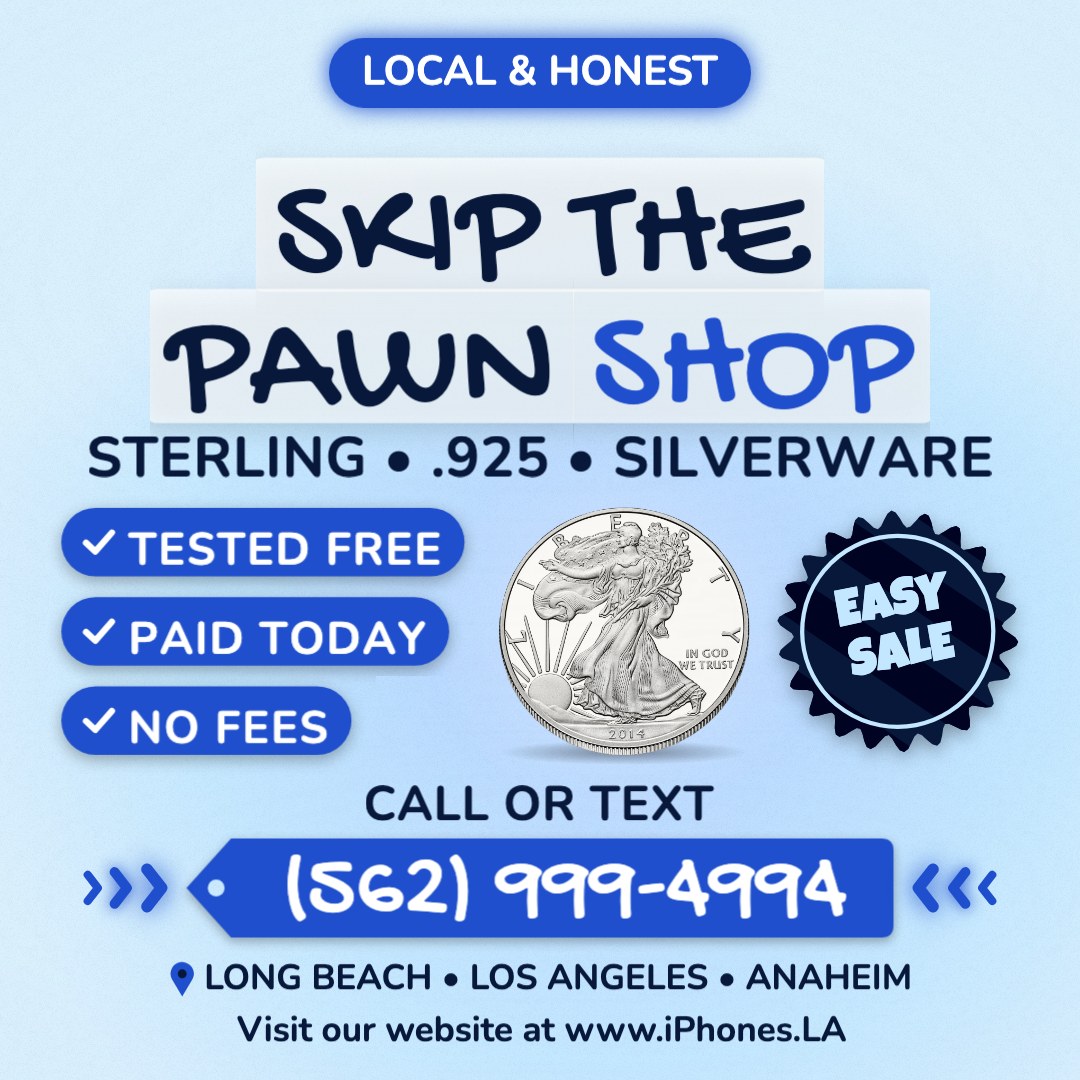 LOCAL & HONEST
SKIP THE
PAWN SHOP
STERLING • .925 • SILVERWARE
✓ TESTED FREE
✓ PAID TODAY
✓ NO FEES
LIBERTY
IN GOD
WE TRUST
2014
EASY
SALE
CALL OR TEXT
(562) 999-4994
LONG BEACH • LOS ANGELES • ANAHEIM
Visit our website at www.iPhones.LA